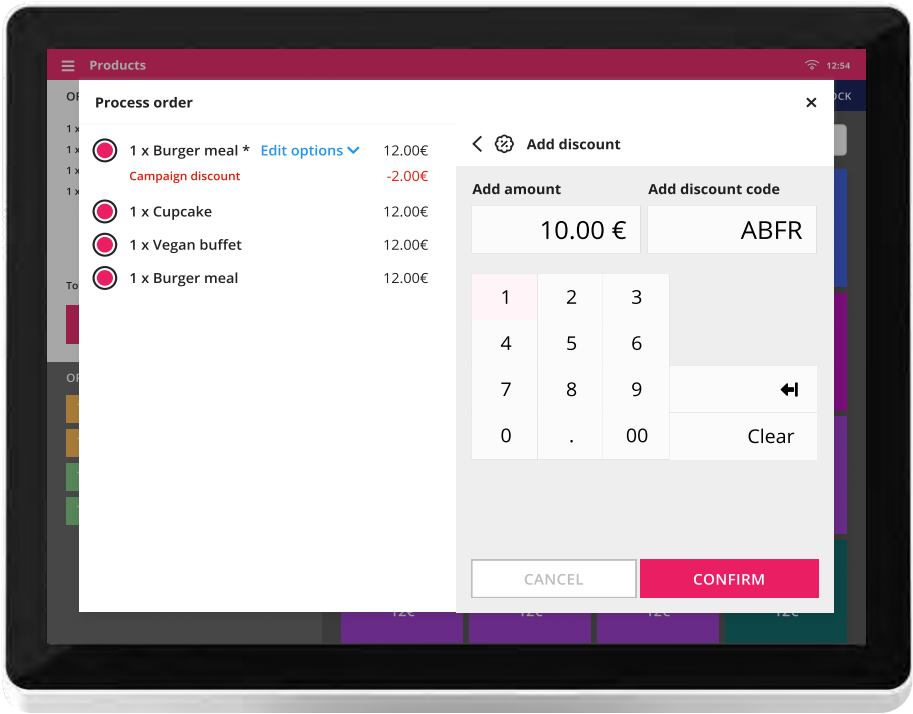 Products
12:54
Process order
1 x Burger meal * Edit options 12.00€
Campaign discount -2.00€
1 x Cupcake 12.00€
1 x Vegan buffet 12.00€
1 x Burger meal 12.00€
Add discount
Add amount Add discount code
10.00 € ABFR
1 2 3
4 5 6
7 8 9
0 . 00
Clear
CANCEL CONFIRM